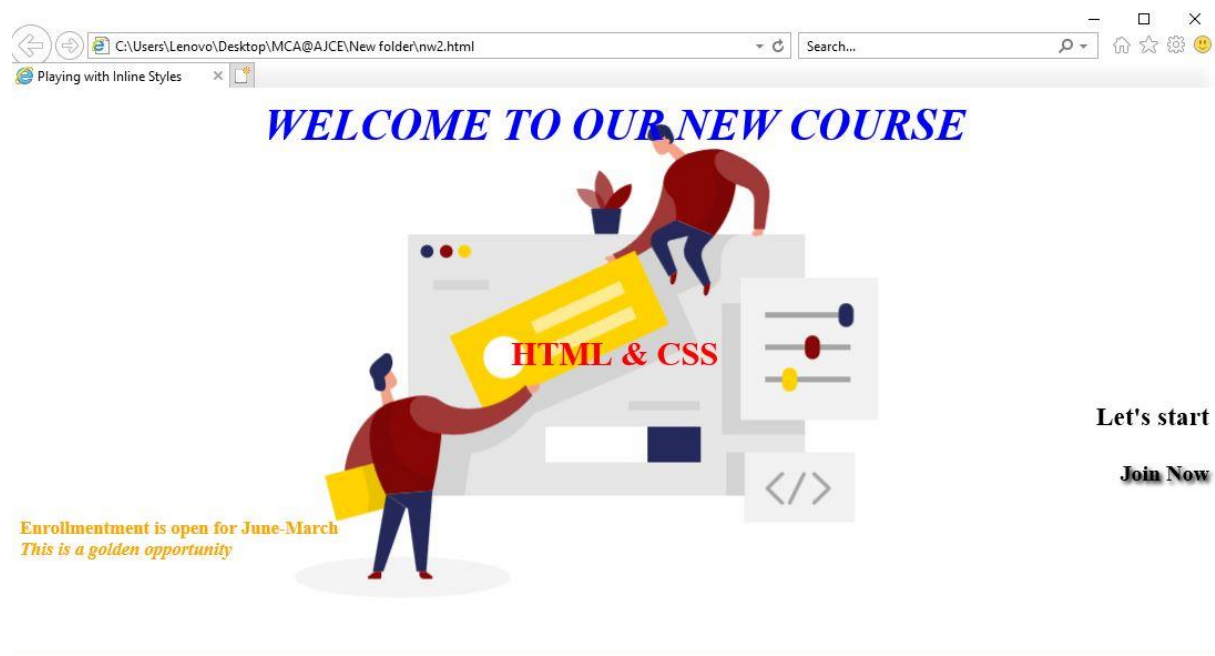 C:\Users\Lenovo\Desktop\MCA@AJCE\New folder\nw2.html
Search...
Playing with Inline Styles
WELCOME TO OUR NEW COURSE
HTML & CSS
Let's start
Join Now
</>
Enrollmentment is open for June-March
This is a golden opportunity